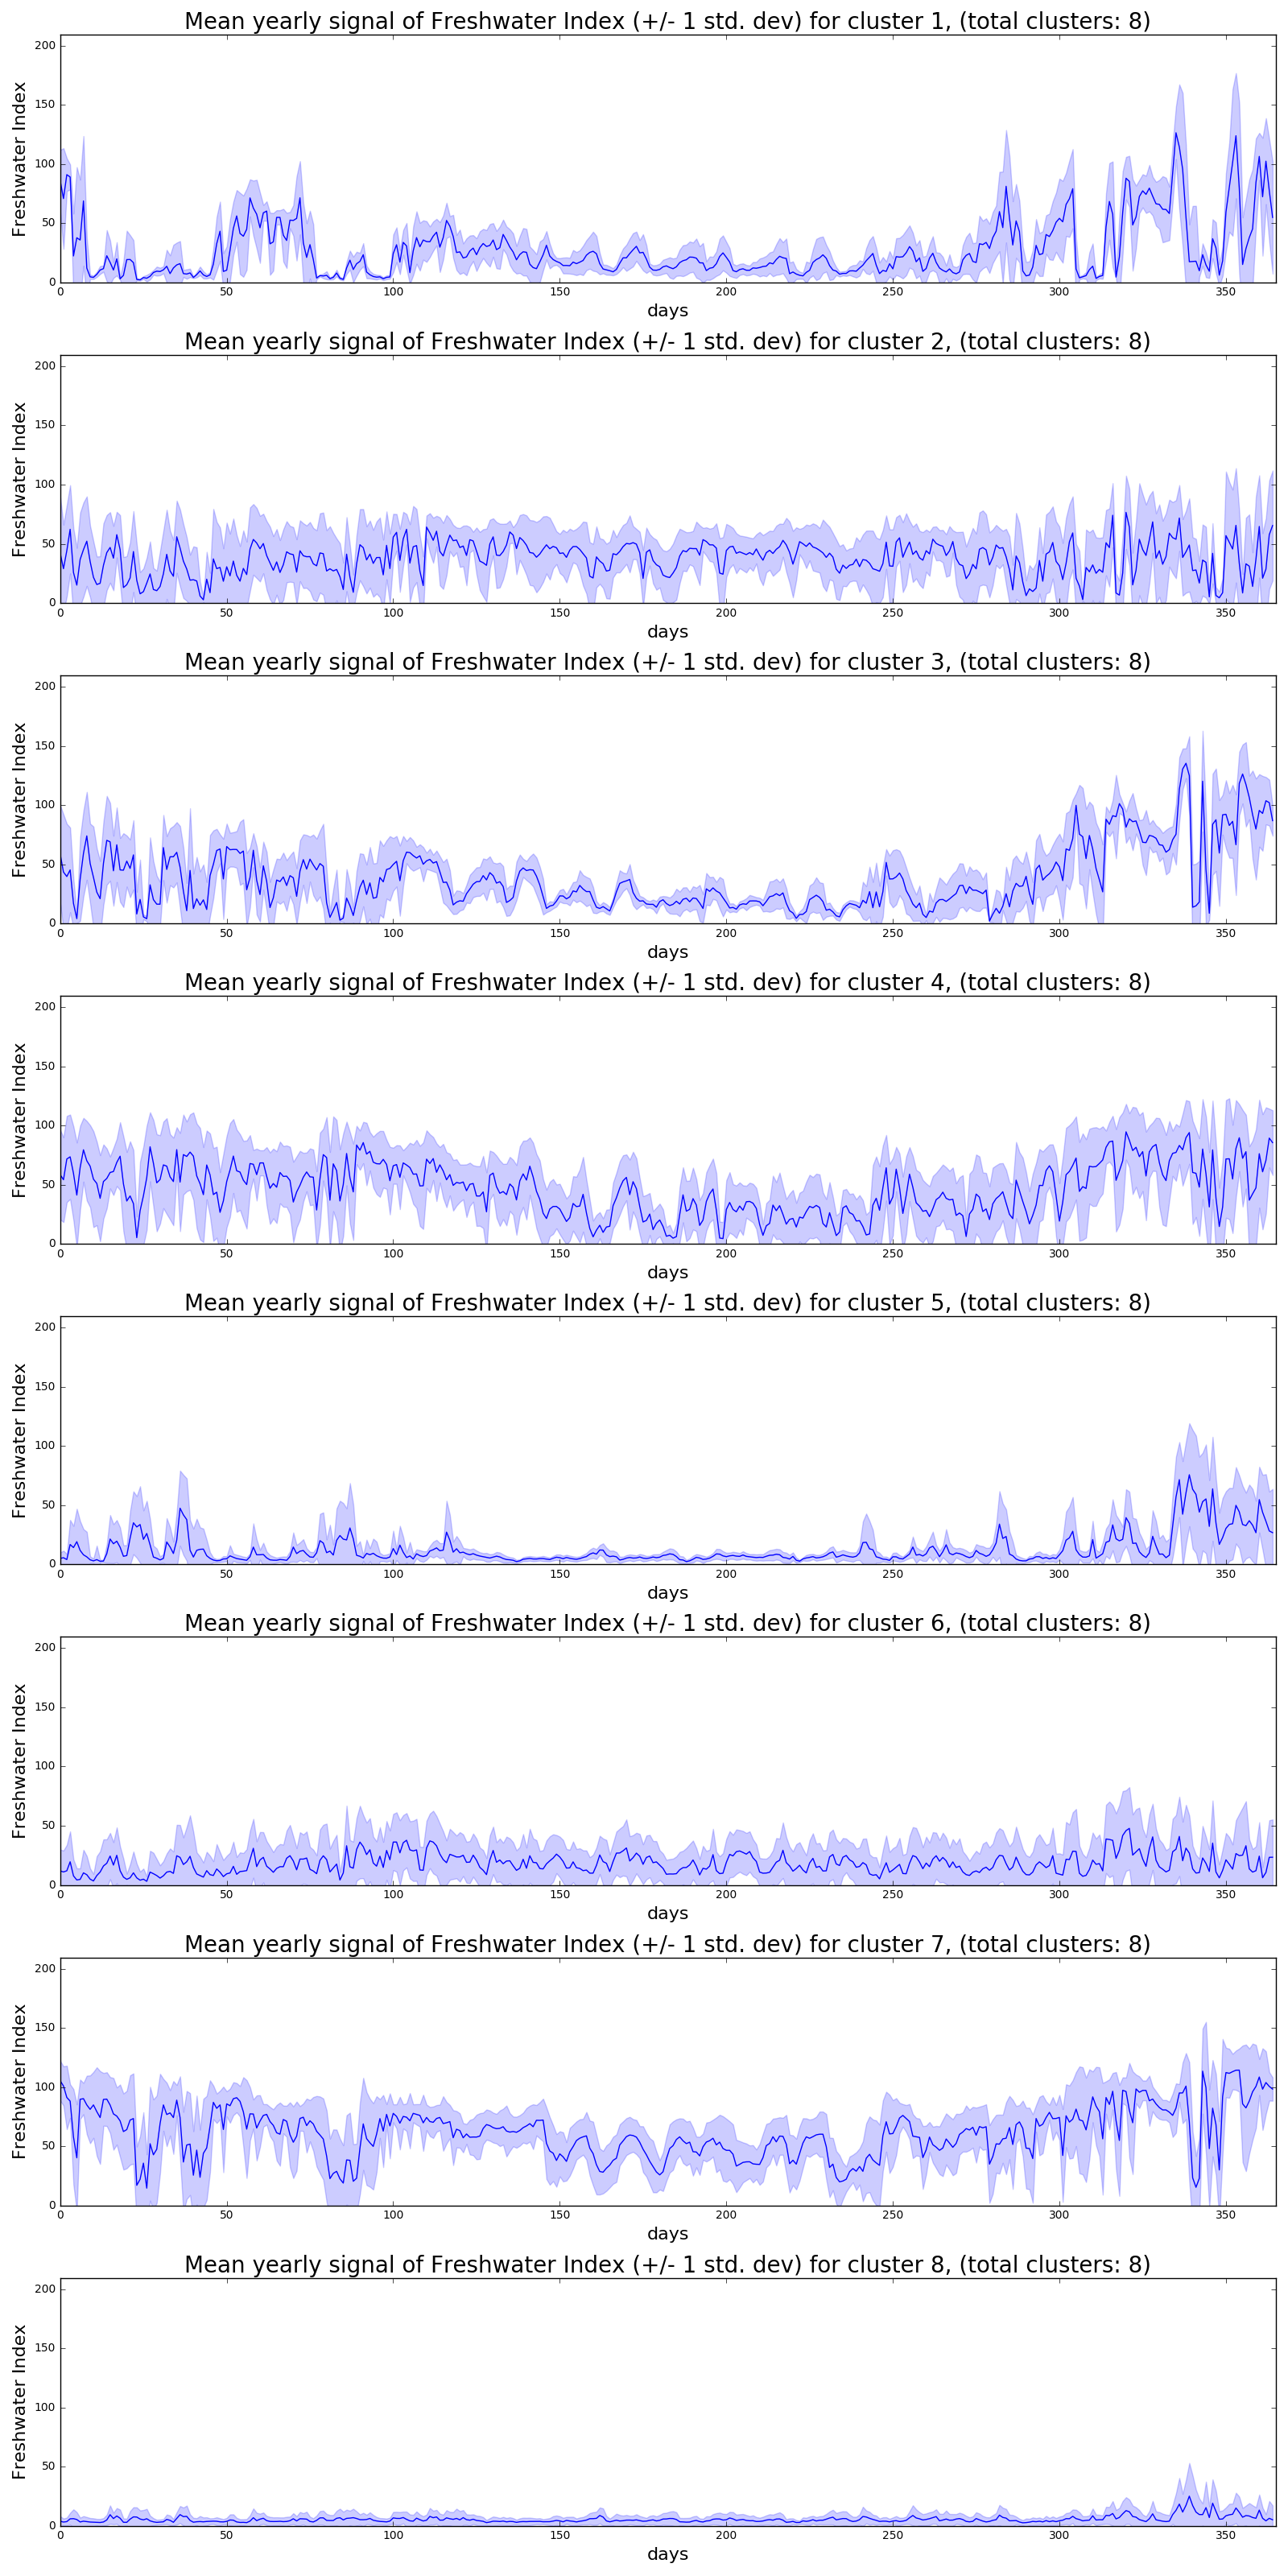 Mean yearly signal of Freshwater Index (+/- 1 std. dev) for cluster 1, (total clusters: 8)
200
150
100
50
0
Freshwater Index
0 50 100 150 200 250 300 350
days
Mean yearly signal of Freshwater Index (+/- 1 std. dev) for cluster 2, (total clusters: 8)
200
150
100
50
0
Freshwater Index
0 50 100 150 200 250 300 350
days
Mean yearly signal of Freshwater Index (+/- 1 std. dev) for cluster 3, (total clusters: 8)
200
150
100
50
0
Freshwater Index
0 50 100 150 200 250 300 350
days
Mean yearly signal of Freshwater Index (+/- 1 std. dev) for cluster 4, (total clusters: 8)
200
150
100
50
0
Freshwater Index
0 50 100 150 200 250 300 350
days
Mean yearly signal of Freshwater Index (+/- 1 std. dev) for cluster 5, (total clusters: 8)
200
150
100
50
0
Freshwater Index
0 50 100 150 200 250 300 350
days
Mean yearly signal of Freshwater Index (+/- 1 std. dev) for cluster 6, (total clusters: 8)
200
150
100
50
0
Freshwater Index
0 50 100 150 200 250 300 350
days
Mean yearly signal of Freshwater Index (+/- 1 std. dev) for cluster 7, (total clusters: 8)
200
150
100
50
0
Freshwater Index
0 50 100 150 200 250 300 350
days
Mean yearly signal of Freshwater Index (+/- 1 std. dev) for cluster 8, (total clusters: 8)
200
150
100
50
0
Freshwater Index
0 50 100 150 200 250 300 350
days